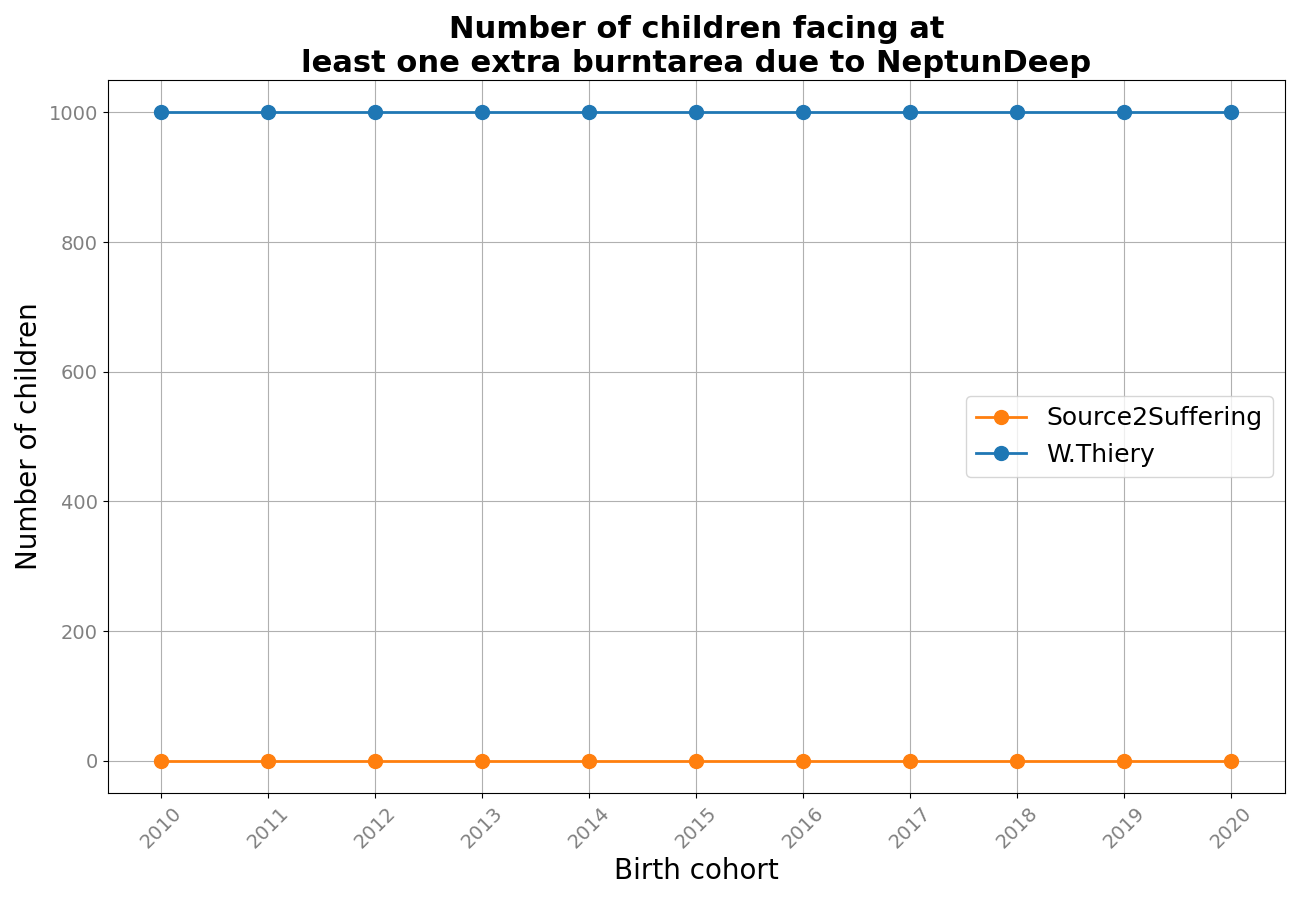 Number of children facing at
least one extra burntarea due to NeptunDeep
Number of children
1000
800
600
400
200
0
Source2Suffering
W.Thiery
2010
2011
2012
2013
2014
2015
2016
2017
2018
2019
2020
Birth cohort